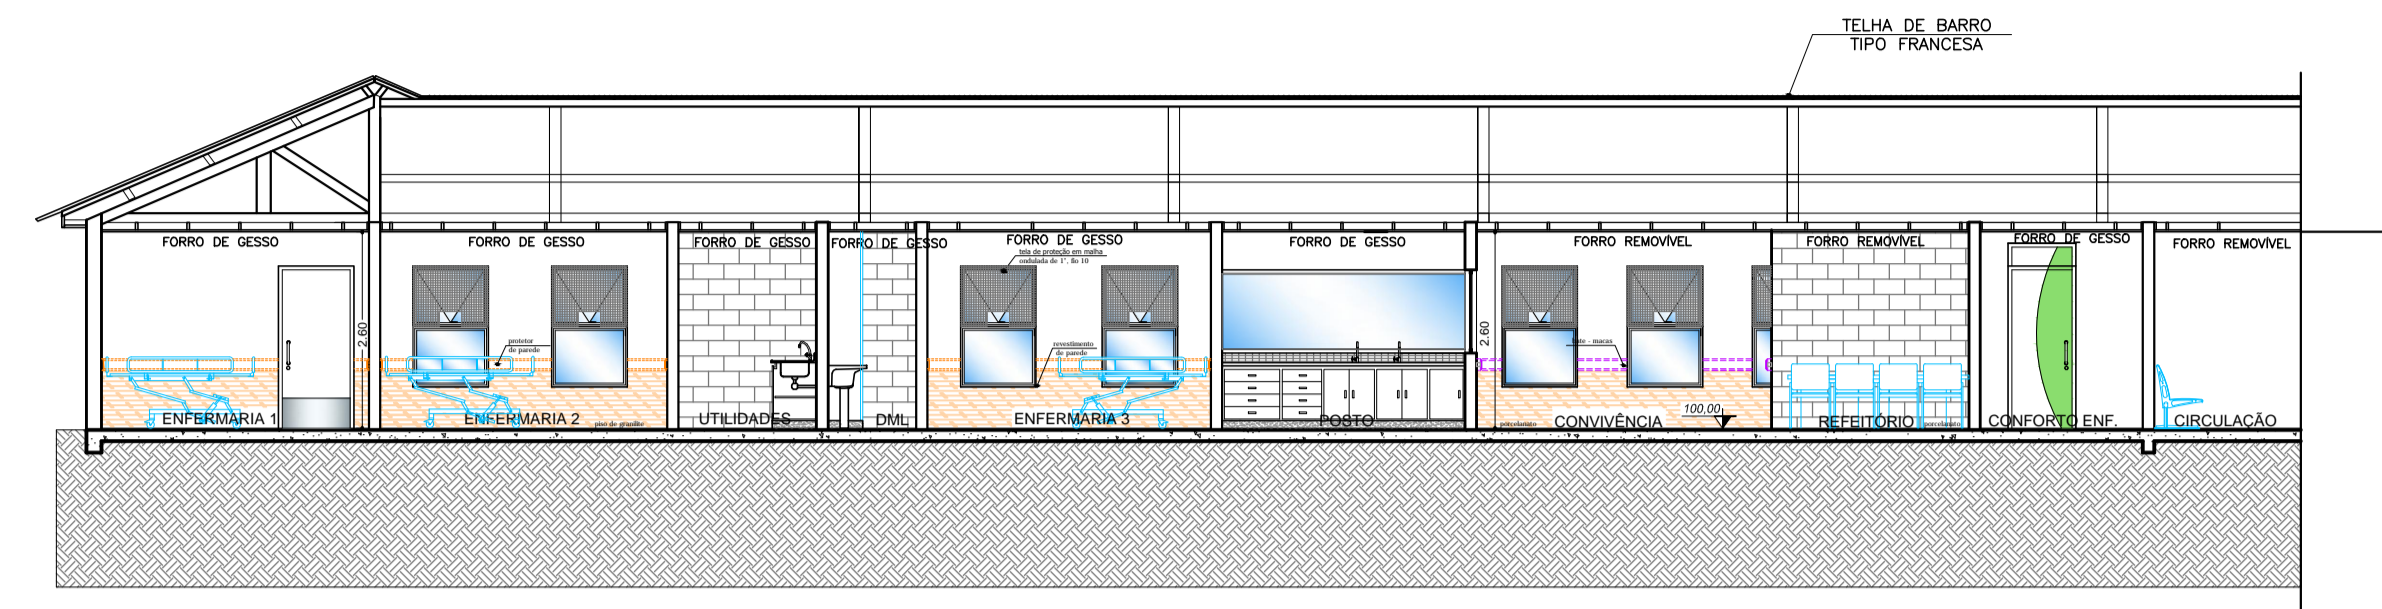 TELHA DE BARRO
TIPO FRANCESA
FORRO DE GESSO
FORRO DE GESSO
FORRO DE GESSO
FORRO DE GESSO
FORRO DE GESSO
FORRO DE GESSO
FORRO REMOVÍVEL
FORRO REMOVÍVEL
FORRO DE GESSO
FORRO REMOVÍVEL
tela de proteção em malha
ondulada de 1", fio 10
2.60
protetor
de parede
revestimento
de parede
2.60
bate - macas
100,00
ENFERMARIA 1
ENFERMARIA 2
piso de granilite
UTILIDADES
DML
ENFERMARIA 3
POSTO
porcelanato
CONVIVÊNCIA
REFEITÓRIO
porcelanato
CONFORTO ENF.
CIRCULAÇÃO